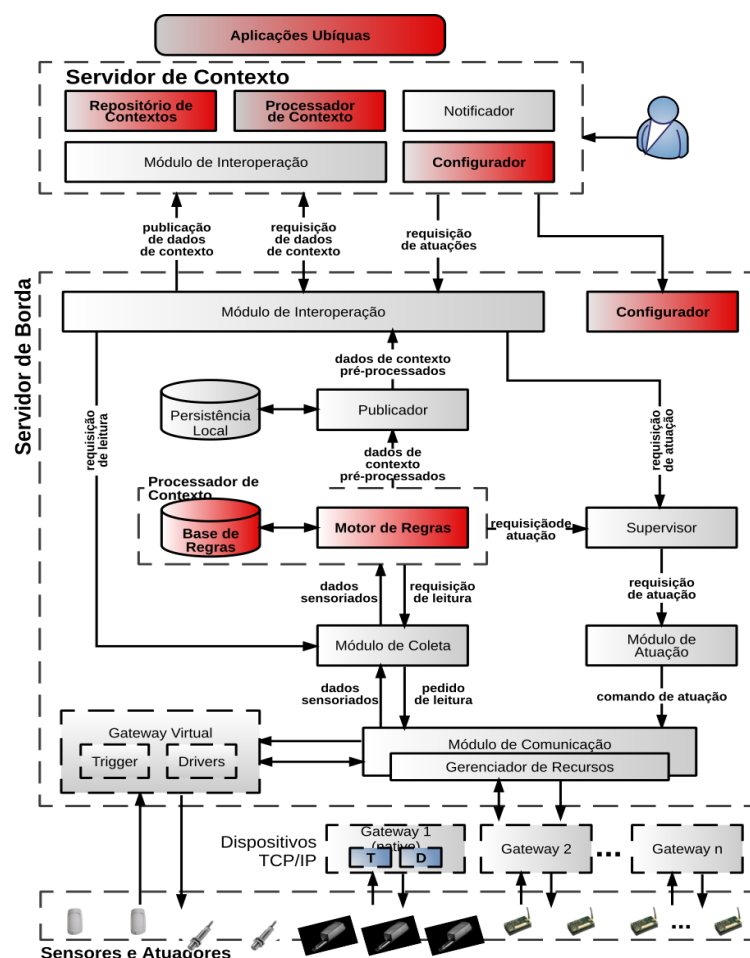 Aplicações Ubíquas
Servidor de Contexto
Repositório de
Contextos
Processador
de Contexto
Notificador
Módulo de Interoperação
Configurador
publicação
de dados
de contexto
requisição
de dados
de contexto
requisição
de atuações
Servidor de Borda
Módulo de Interoperação
Configurador
dados de contexto
pré-processados
Persistência
Local
Publicador
requisição
de leitura
requisição
de atuação
dados de
contexto
pré-processados
Processador de
Contexto
Base de
Regras
Motor de Regras
requisiçãode
atuação
Supervisor
dados
sensoriados
requisição
de leitura
requisição
de atuação
Módulo de Coleta
Módulo de
Atuação
dados
sensoriados
pedido
de leitura
comando de atuação
Gateway Virtual
Trigger
Drivers
Módulo de Comunicação
Gerenciador de Recursos
Dispositivos
TCP/IP
Gateway 1
(nativo)
T
D
Gateway 2
...
Gateway n
...
Sensores e Atuadores